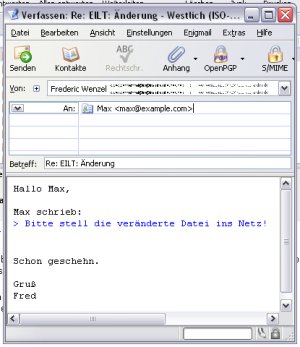 Verfassen: Re: EILT: Änderung - Westlich (ISO-...
Datei Bearbeiten Ansicht Einstellungen Enigmail Extras Hilfe
Senden Kontakte Rechtschr. Anhang OpenPGP S/MIME
Von: Frederic Wenzel
An: Max <max@example.com>
Betreff: Re: EILT: Änderung
Hallo Max,
Max schrieb:
> Bitte stell die veränderte Datei ins Netz!
Schon geschehn.
Gruß
Fred